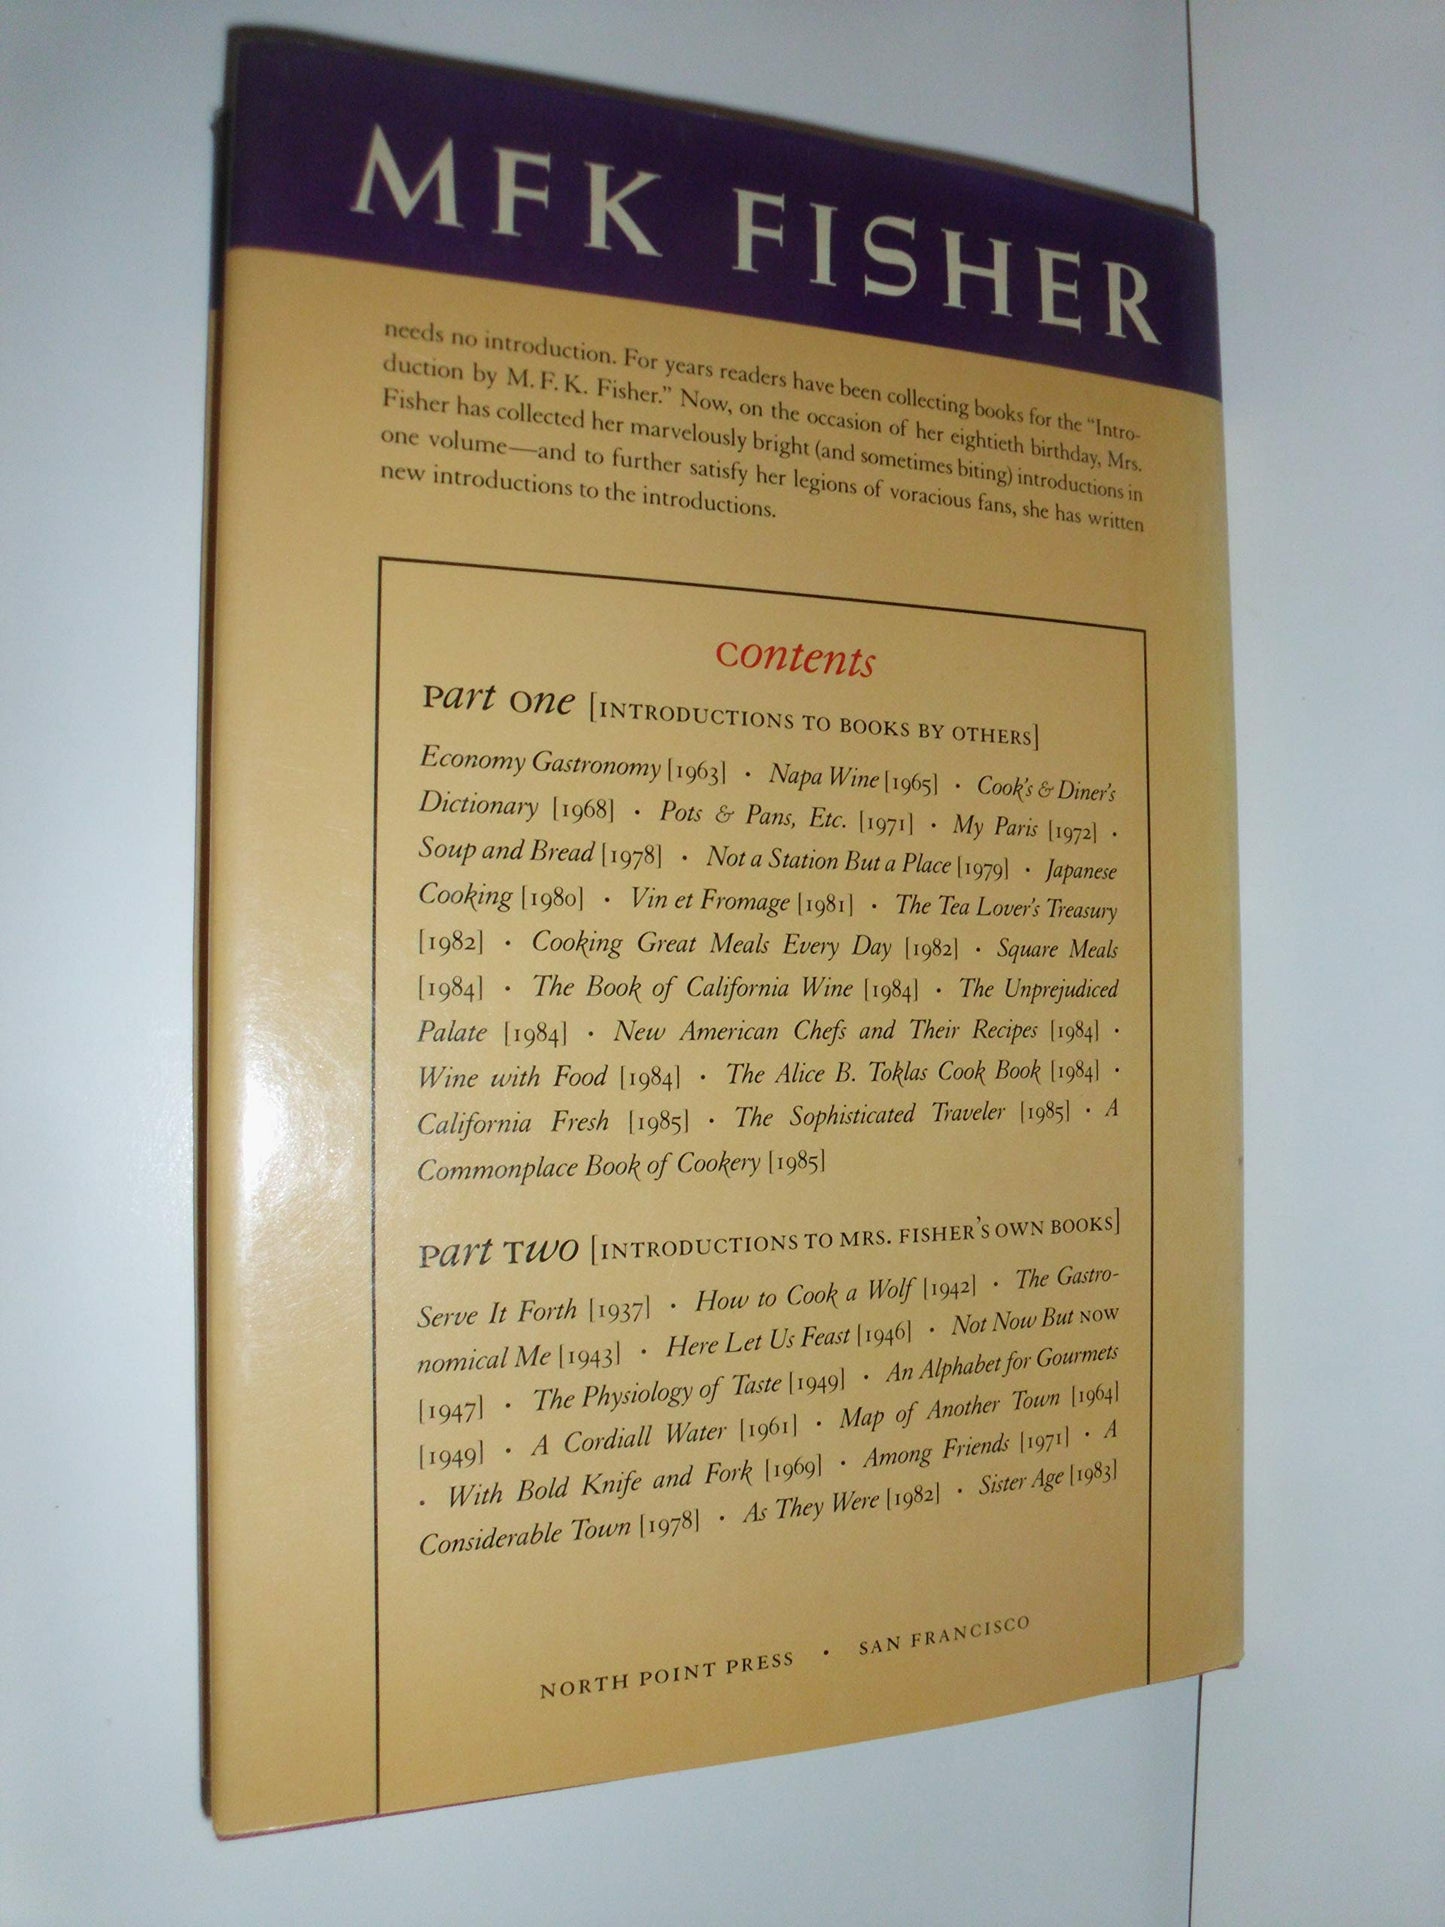 MFK FISHER
needs no introduction. For years readers have been collecting books for the “Intro-
duction by M. F. K. Fisher.” Now, on the occasion of her eightieth birthday, Mrs.
Fisher has collected her marvelously bright (and sometimes biting) introductions in
one volume—and to further satisfy her legions of voracious fans, she has written
new introductions to the introductions.
Contents
Part One [INTRODUCTIONS TO BOOKS BY OTHERS]
Economy Gastronomy [1963] · Napa Wine [1965] · Cook's & Diner's
Dictionary [1968] · Pots & Pans, Etc. [1971] · My Paris [1972] ·
Soup and Bread [1978] · Not a Station But a Place [1979] · Japanese
Cooking [1980] · Vin et Fromage [1981] · The Tea Lover's Treasury
[1982] · Cooking Great Meals Every Day [1982] · Square Meals
[1984] · The Book of California Wine [1984] · The Unprejudiced
Palate [1984] · New American Chefs and Their Recipes [1984] ·
Wine with Food [1984] · The Alice B. Toklas Cook Book [1984] ·
California Fresh [1985] · The Sophisticated Traveler [1985] · A
Commonplace Book of Cookery [1985]
Part Two [INTRODUCTIONS TO MRS. FISHER'S OWN BOOKS]
Serve It Forth [1937] · How to Cook a Wolf [1942] · The Gastro-
nomical Me [1943] · Here Let Us Feast [1946] · Not Now But NOW
[1947] · The Physiology of Taste [1949] · An Alphabet for Gourmets
[1949] · A Cordiall Water [1961] · Map of Another Town [1964]
· With Bold Knife and Fork [1969] · Among Friends [1971] · A
Considerable Town [1978] · As They Were [1982] · Sister Age [1983]
NORTH POINT PRESS · SAN FRANCISCO